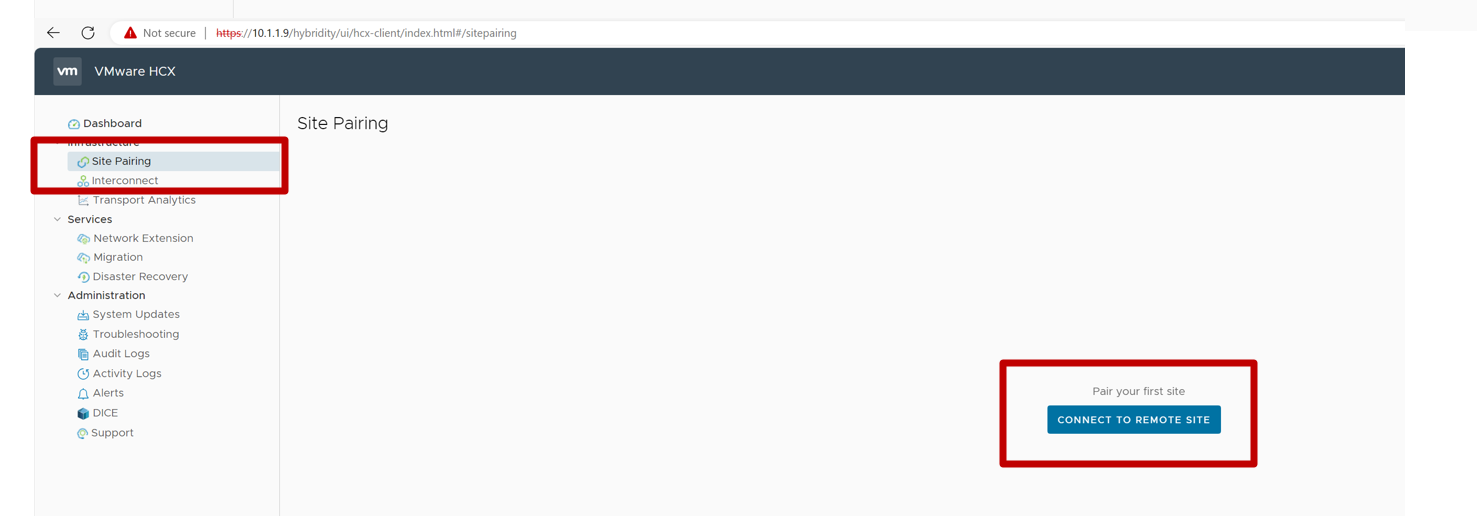 Not secure | https://10.1.1.9/hybridity/ui/hcx-client/index.html#/sitepairing
vm VMware HCX
Dashboard
Site Pairing
Infrastructure
Site Pairing
Interconnect
Transport Analytics
Services
Network Extension
Migration
Disaster Recovery
Administration
System Updates
Troubleshooting
Audit Logs
Activity Logs
Alerts
DICE
Support
Pair your first site
CONNECT TO REMOTE SITE